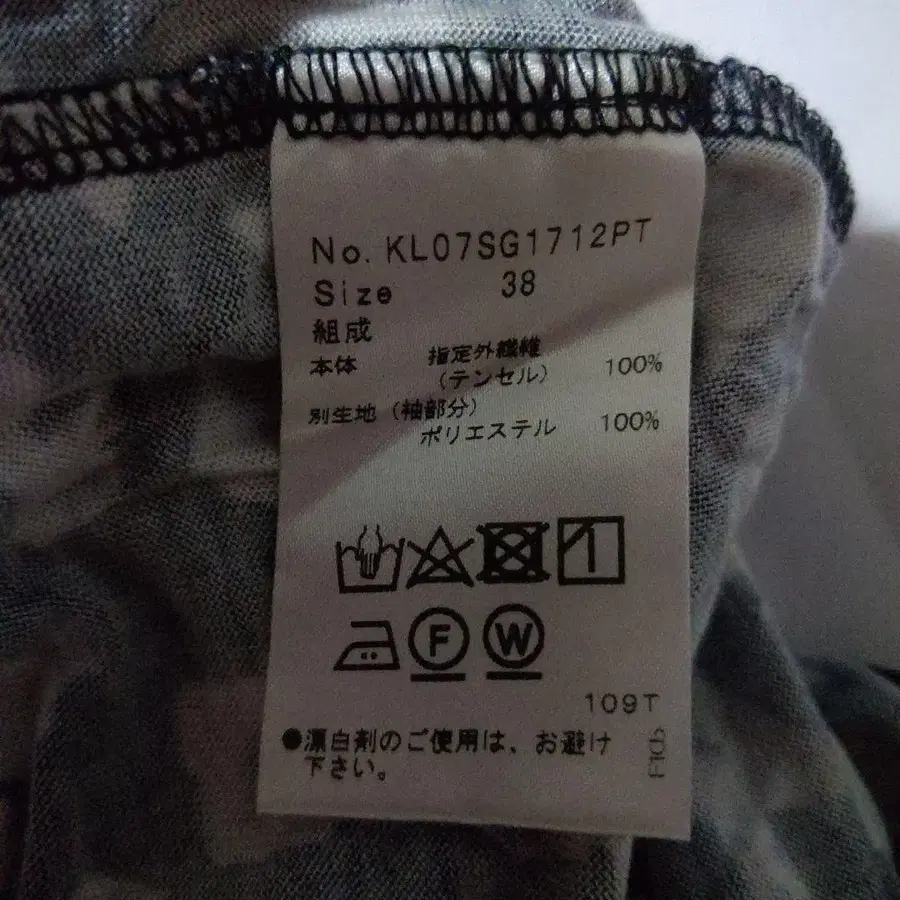 No. KL07SG1712PT
Size 38
組成
本体 指定外繊維
(テンセル) 100%
別生地 (袖部分)
ポリエステル 100%
F W
109T
●漂白剤のご使用は、お避け
下さい。